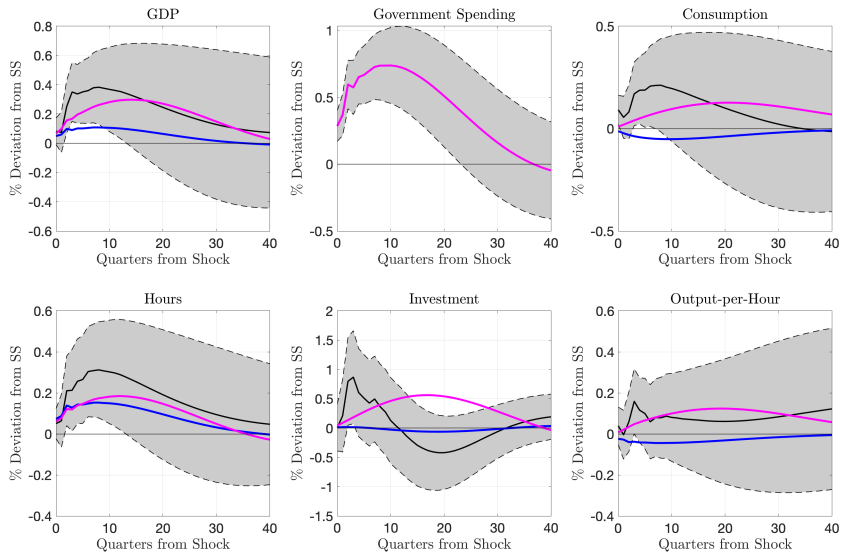 GDP
% Deviation from SS
0.8
0.6
0.4
0.2
0
-0.2
-0.4
-0.6
0 10 20 30 40
Quarters from Shock
Government Spending
% Deviation from SS
1
0.5
0
-0.5
0 10 20 30 40
Quarters from Shock
Consumption
% Deviation from SS
0.5
0
-0.5
0 10 20 30 40
Quarters from Shock
Hours
% Deviation from SS
0.6
0.4
0.2
0
-0.2
-0.4
0 10 20 30 40
Quarters from Shock
Investment
% Deviation from SS
2
1.5
1
0.5
0
-0.5
-1
-1.5
0 10 20 30 40
Quarters from Shock
Output-per-Hour
% Deviation from SS
0.6
0.4
0.2
0
-0.2
-0.4
0 10 20 30 40
Quarters from Shock